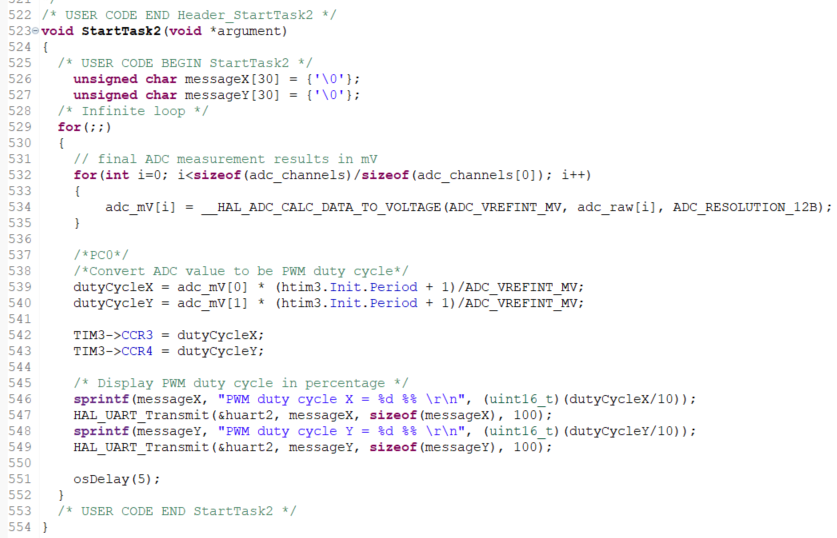 521 */
522 /* USER CODE END Header_StartTask2 */
523 void StartTask2(void *argument)
524 {
525   /* USER CODE BEGIN StartTask2 */
526     unsigned char messageX[30] = {'\0'};
527     unsigned char messageY[30] = {'\0'};
528   /* Infinite loop */
529   for(;;)
530   {
531     // final ADC measurement results in mV
532     for(int i=0; i<sizeof(adc_channels)/sizeof(adc_channels[0]); i++)
533     {
534         adc_mV[i] = __HAL_ADC_CALC_DATA_TO_VOLTAGE(ADC_VREFINT_MV, adc_raw[i], ADC_RESOLUTION_12B);
535     }
536
537     /*PC0*/
538     /*Convert ADC value to be PWM duty cycle*/
539     dutyCycleX = adc_mV[0] * (htim3.Init.Period + 1)/ADC_VREFINT_MV;
540     dutyCycleY = adc_mV[1] * (htim3.Init.Period + 1)/ADC_VREFINT_MV;
541
542     TIM3->CCR3 = dutyCycleX;
543     TIM3->CCR4 = dutyCycleY;
544
545     /* Display PWM duty cycle in percentage */
546     sprintf(messageX, "PWM duty cycle X = %d %% \r\n", (uint16_t)(dutyCycleX/10));
547     HAL_UART_Transmit(&huart2, messageX, sizeof(messageX), 100);
548     sprintf(messageY, "PWM duty cycle Y = %d %% \r\n", (uint16_t)(dutyCycleY/10));
549     HAL_UART_Transmit(&huart2, messageY, sizeof(messageY), 100);
550
551     osDelay(5);
552   }
553   /* USER CODE END StartTask2 */
554 }